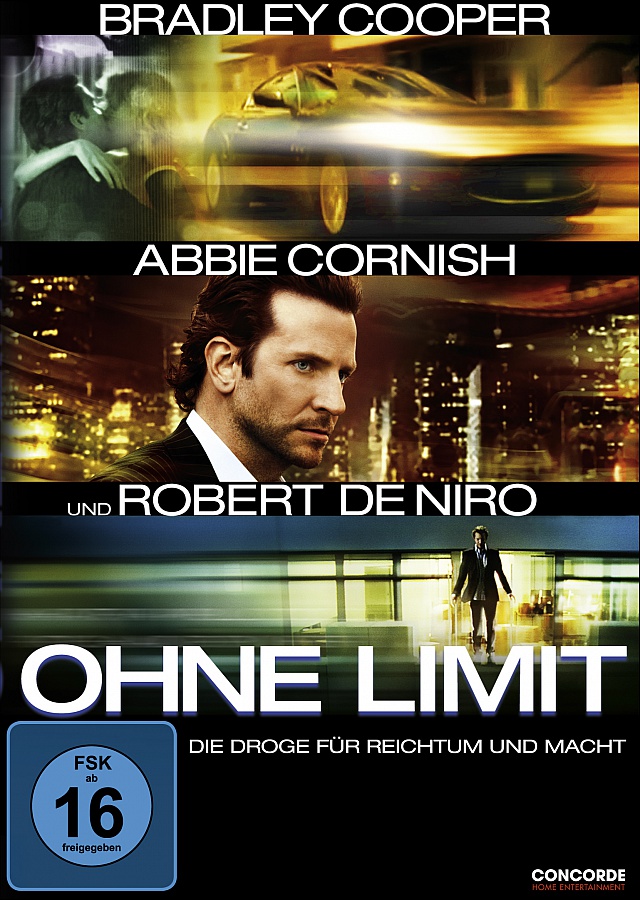 BRADLEY COOPER
ABBIE CORNISH
UND ROBERT DE NIRO
OHNE LIMIT
DIE DROGE FÜR REICHTUM UND MACHT
FSK
ab
16
freigegeben
CONCORDE
HOME ENTERTAINMENT